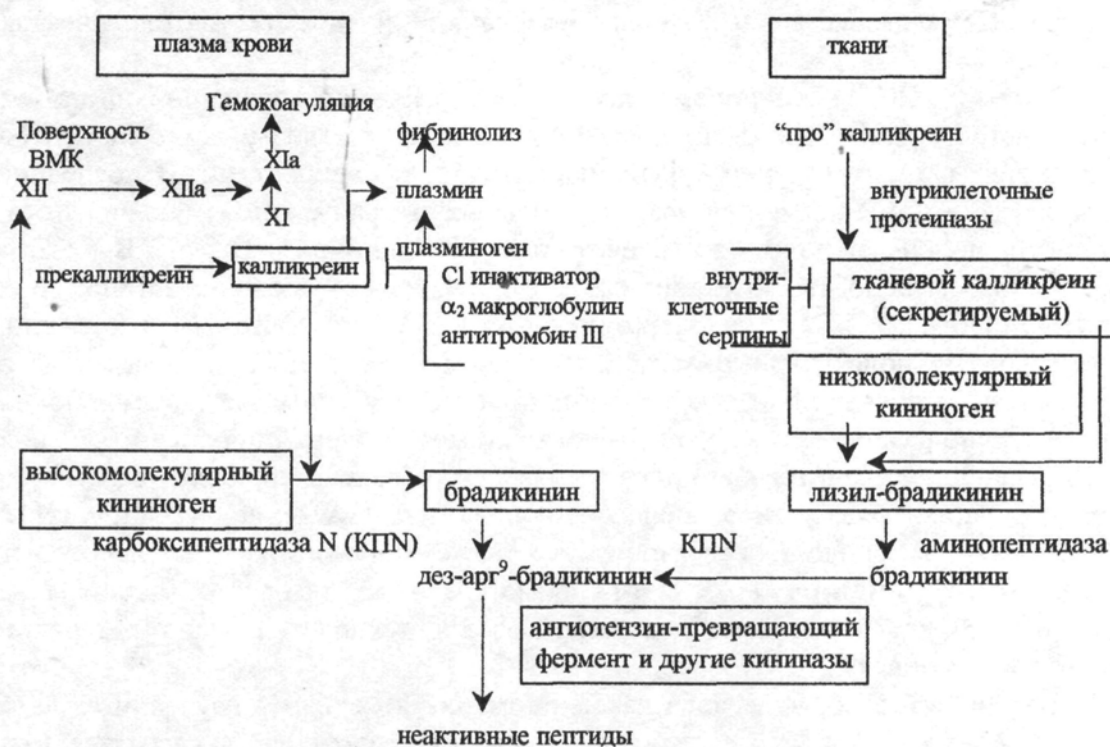 плазма крови
ткани
Гемокоагуляция
Поверхность
ВМК
фибринолиз
“про” калликреин
XIa
XII
XIIa
плазмин
XI
внутриклеточные
протеиназы
плазминоген
прекалликреин
калликреин
C1 инактиватор
α₂ макроглобулин
антитромбин III
внутри-
клеточные
серпины
тканевой калликреин
(секретируемый)
низкомолекулярный
кининоген
высокомолекулярный
кининоген
брадикинин
лизил-брадикинин
карбоксипептидаза N (КПN)
КПN
аминопептидаза
дез-арг⁹-брадикинин
брадикинин
ангиотензин-превращающий
фермент и другие кининазы
неактивные пептиды